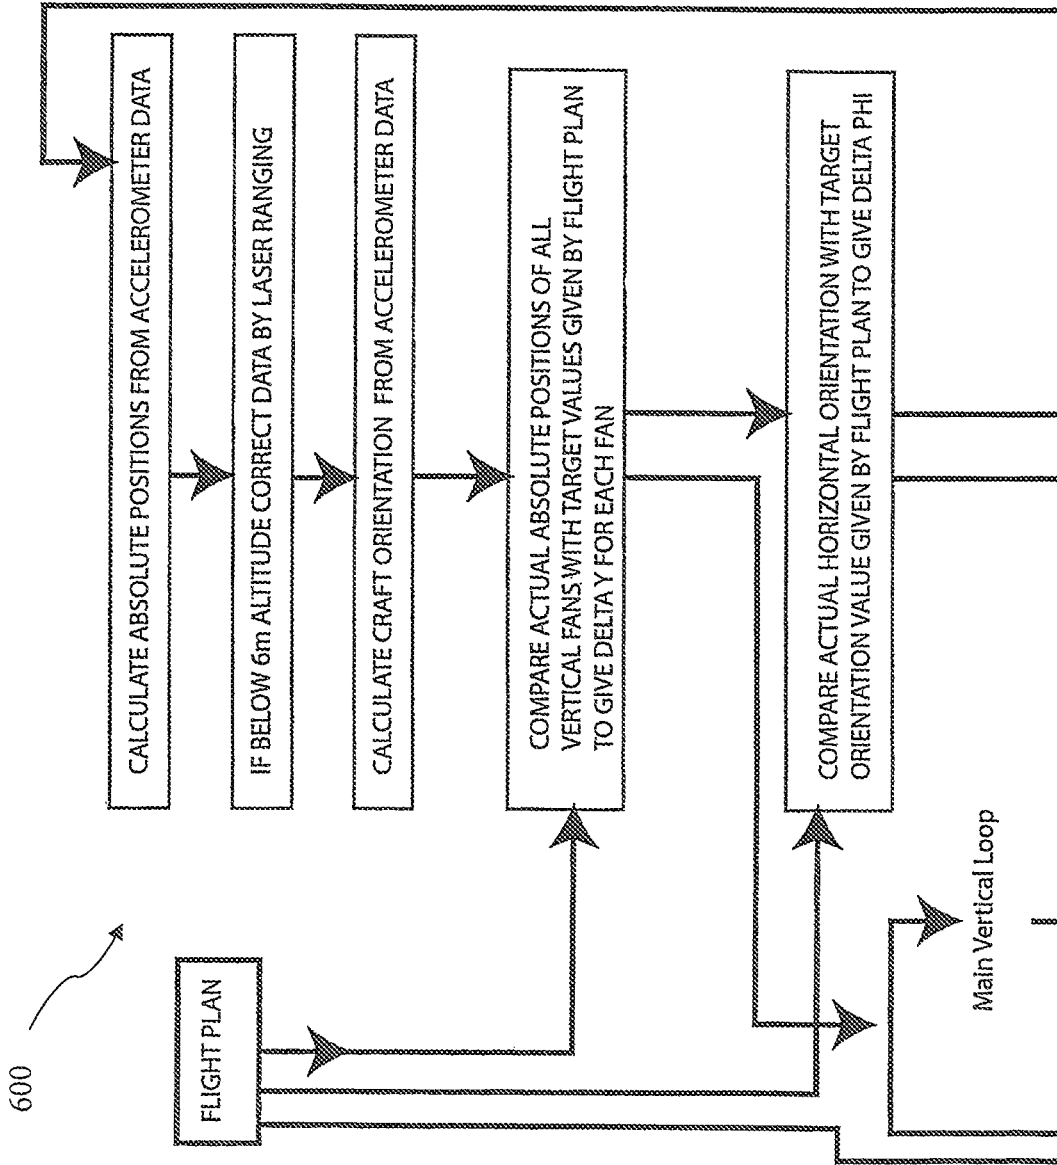 600
FLIGHT PLAN
CALCULATE ABSOLUTE POSITIONS FROM ACCELEROMETER DATA
IF BELOW 6m ALTITUDE CORRECT DATA BY LASER RANGING
CALCULATE CRAFT ORIENTATION FROM ACCELEROMETER DATA
COMPARE ACTUAL ABSOLUTE POSITIONS OF ALL
VERTICAL FANS WITH TARGET VALUES GIVEN BY FLIGHT PLAN
TO GIVE DELTA Y FOR EACH FAN
COMPARE ACTUAL HORIZONTAL ORIENTATION WITH TARGET
ORIENTATION VALUE GIVEN BY FLIGHT PLAN TO GIVE DELTA PHI
Main Vertical Loop